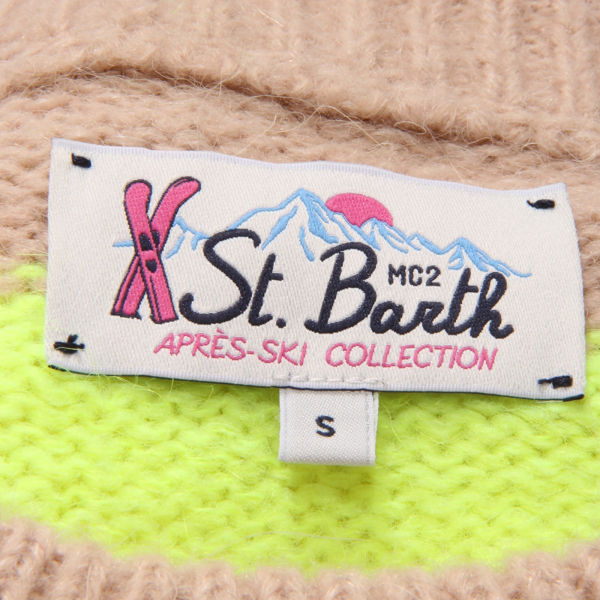 MC2
St. Barth
APRÈS-SKI COLLECTION
S